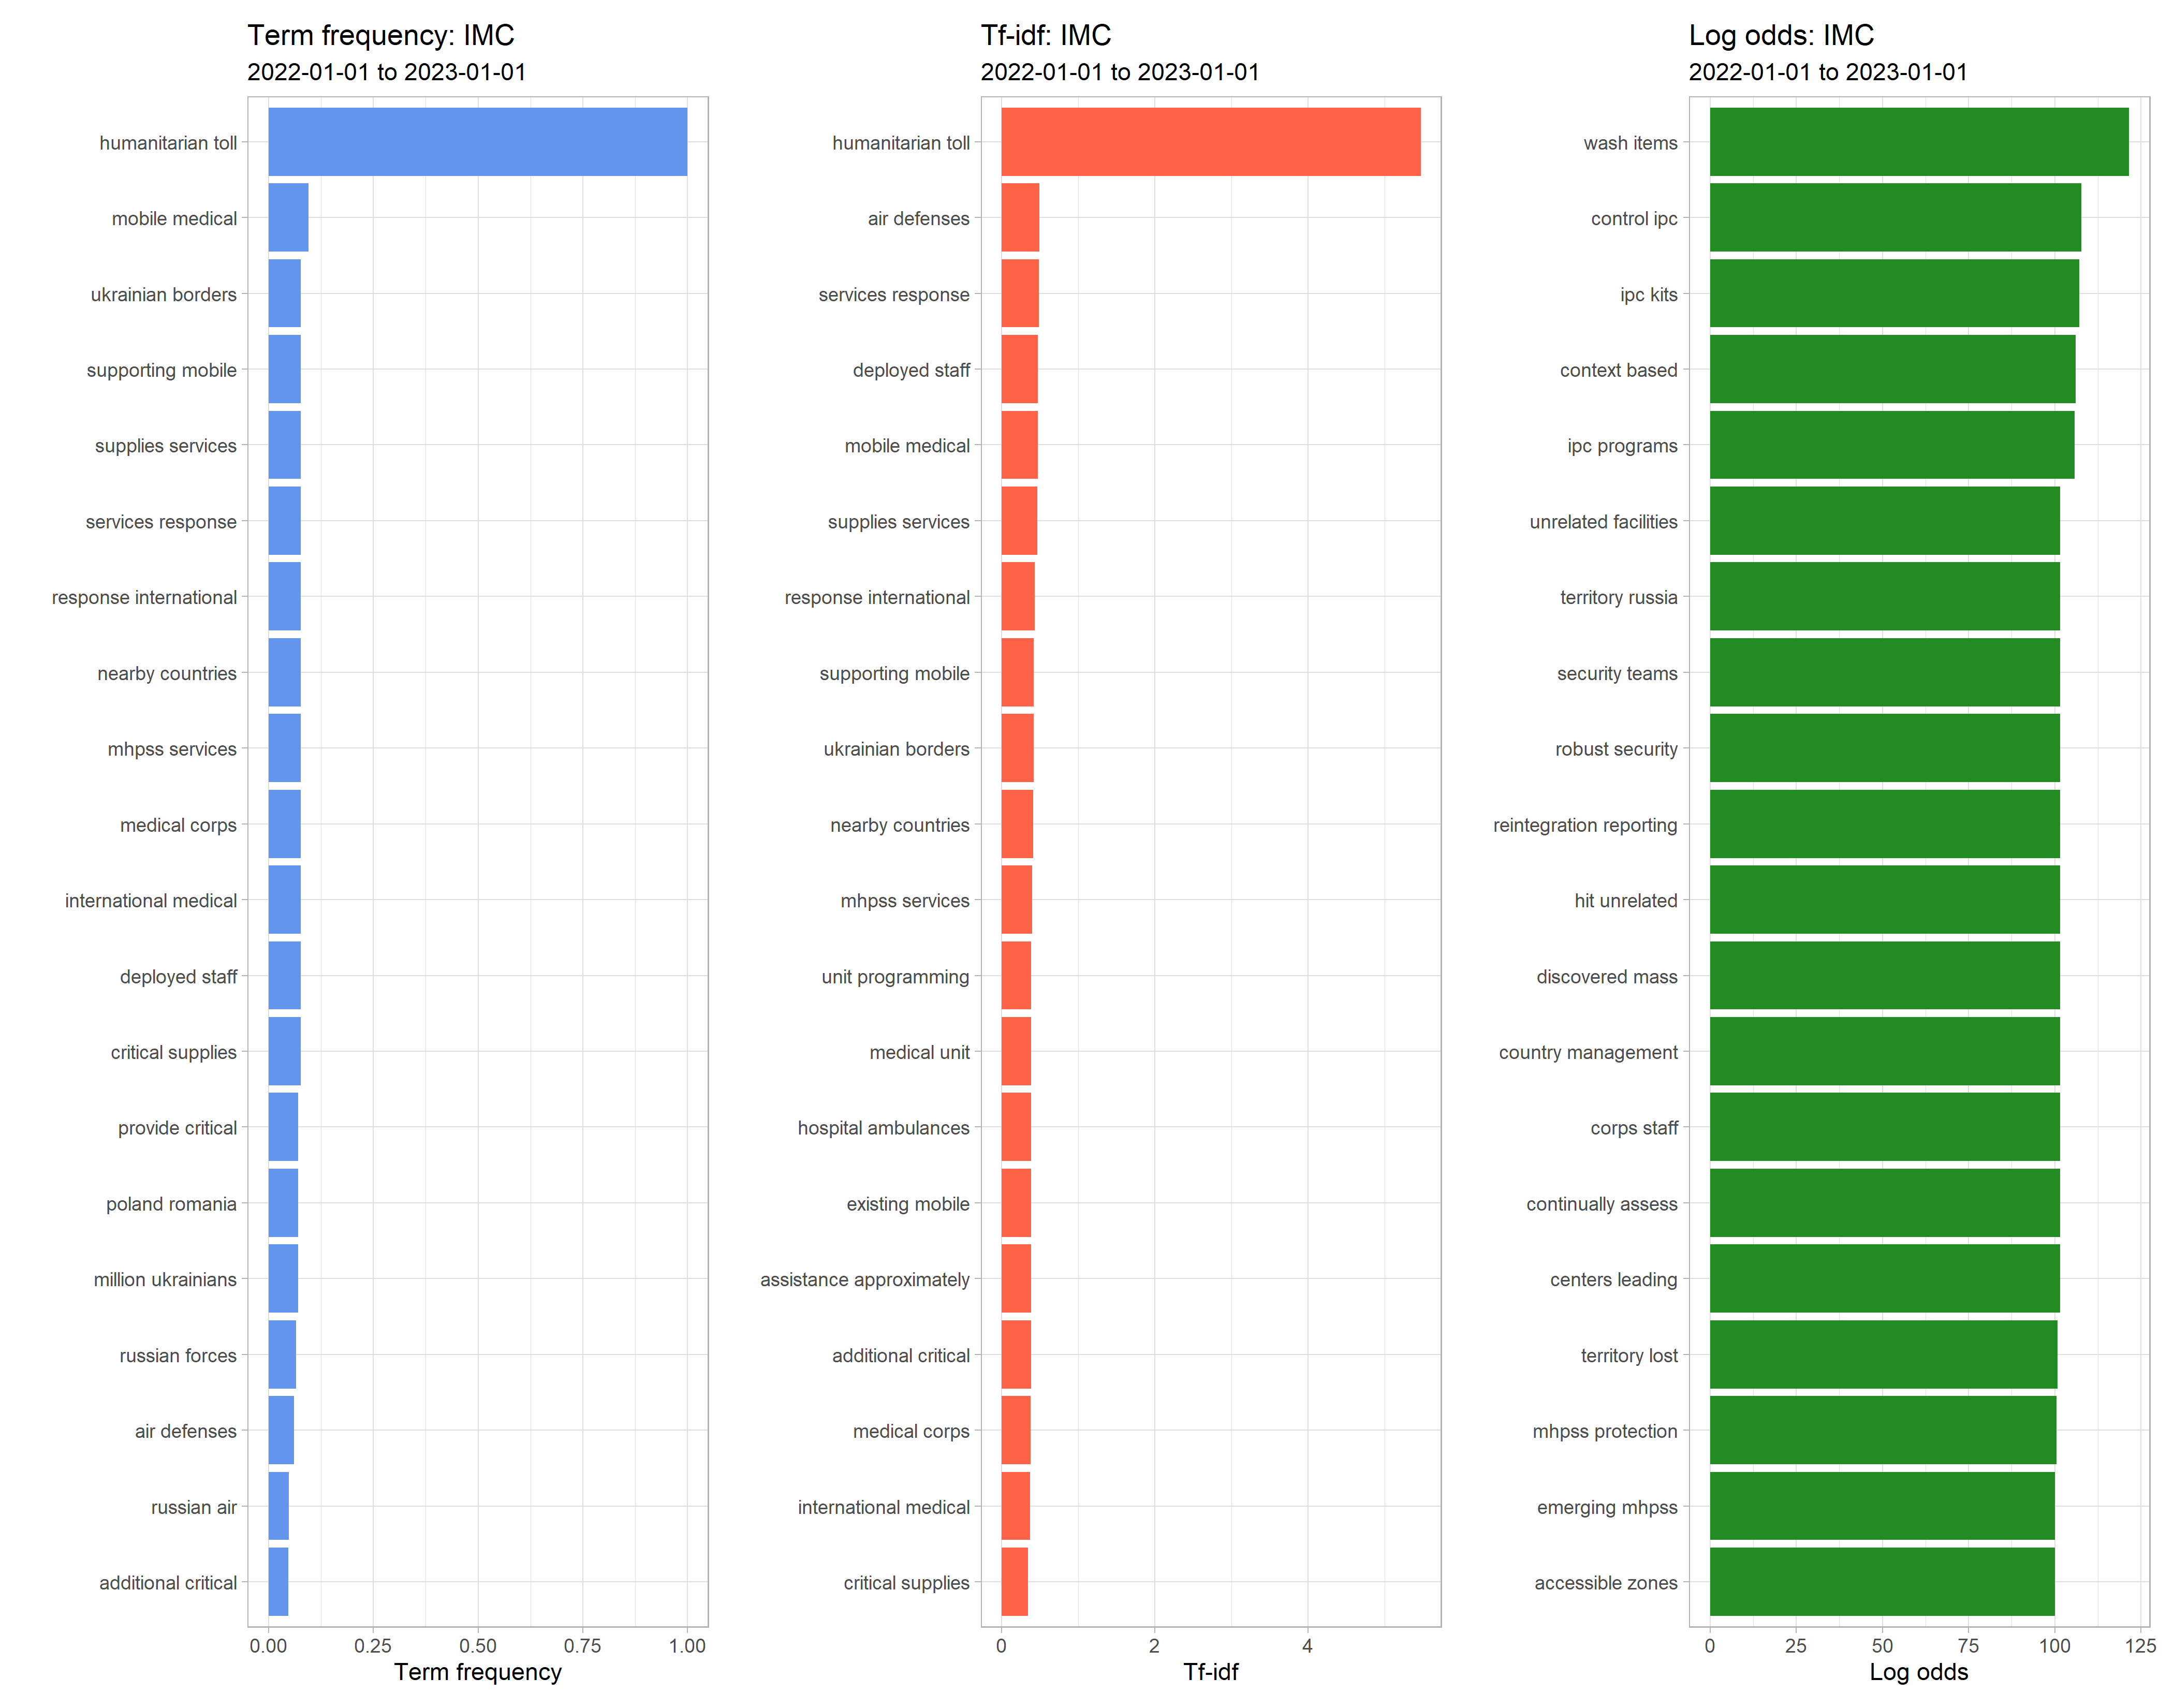 Term frequency: IMC
2022-01-01 to 2023-01-01
humanitarian toll
mobile medical
ukrainian borders
supporting mobile
supplies services
services response
response international
nearby countries
mhpss services
medical corps
international medical
deployed staff
critical supplies
provide critical
poland romania
million ukrainians
russian forces
air defenses
russian air
additional critical
0.00 0.25 0.50 0.75 1.00
Term frequency
Tf-idf: IMC
2022-01-01 to 2023-01-01
humanitarian toll
air defenses
services response
deployed staff
mobile medical
supplies services
response international
supporting mobile
ukrainian borders
nearby countries
mhpss services
unit programming
medical unit
hospital ambulances
existing mobile
assistance approximately
additional critical
medical corps
international medical
critical supplies
0 2 4
Tf-idf
Log odds: IMC
2022-01-01 to 2023-01-01
wash items
control ipc
ipc kits
context based
ipc programs
unrelated facilities
territory russia
security teams
robust security
reintegration reporting
hit unrelated
discovered mass
country management
corps staff
continually assess
centers leading
territory lost
mhpss protection
emerging mhpss
accessible zones
0 25 50 75 100 125
Log odds